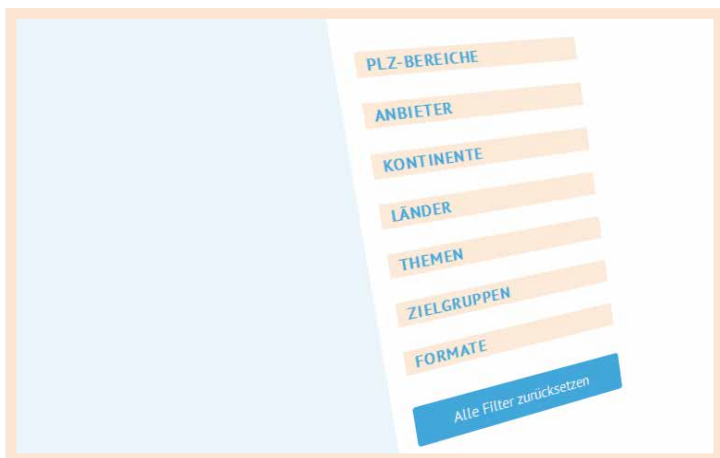 PLZ-BEREICHE
ANBIETER
KONTINENTE
LÄNDER
THEMEN
ZIELGRUPPEN
FORMATE
Alle Filter zurücksetzen